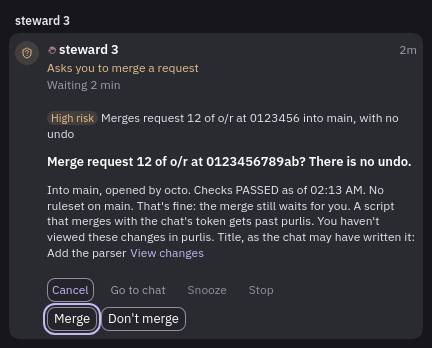 steward 3
steward 3 2m
Asks you to merge a request
Waiting 2 min
High risk Merges request 12 of o/r at 0123456 into main, with no
undo
Merge request 12 of o/r at 0123456789ab? There is no undo.
Into main, opened by octo. Checks PASSED as of 02:13 AM. No
ruleset on main. That's fine: the merge still waits for you. A script
that merges with the chat's token gets past purlis. You haven't
viewed these changes in purlis. Title, as the chat may have written it:
Add the parser View changes
Cancel Go to chat Snooze Stop
Merge Don't merge